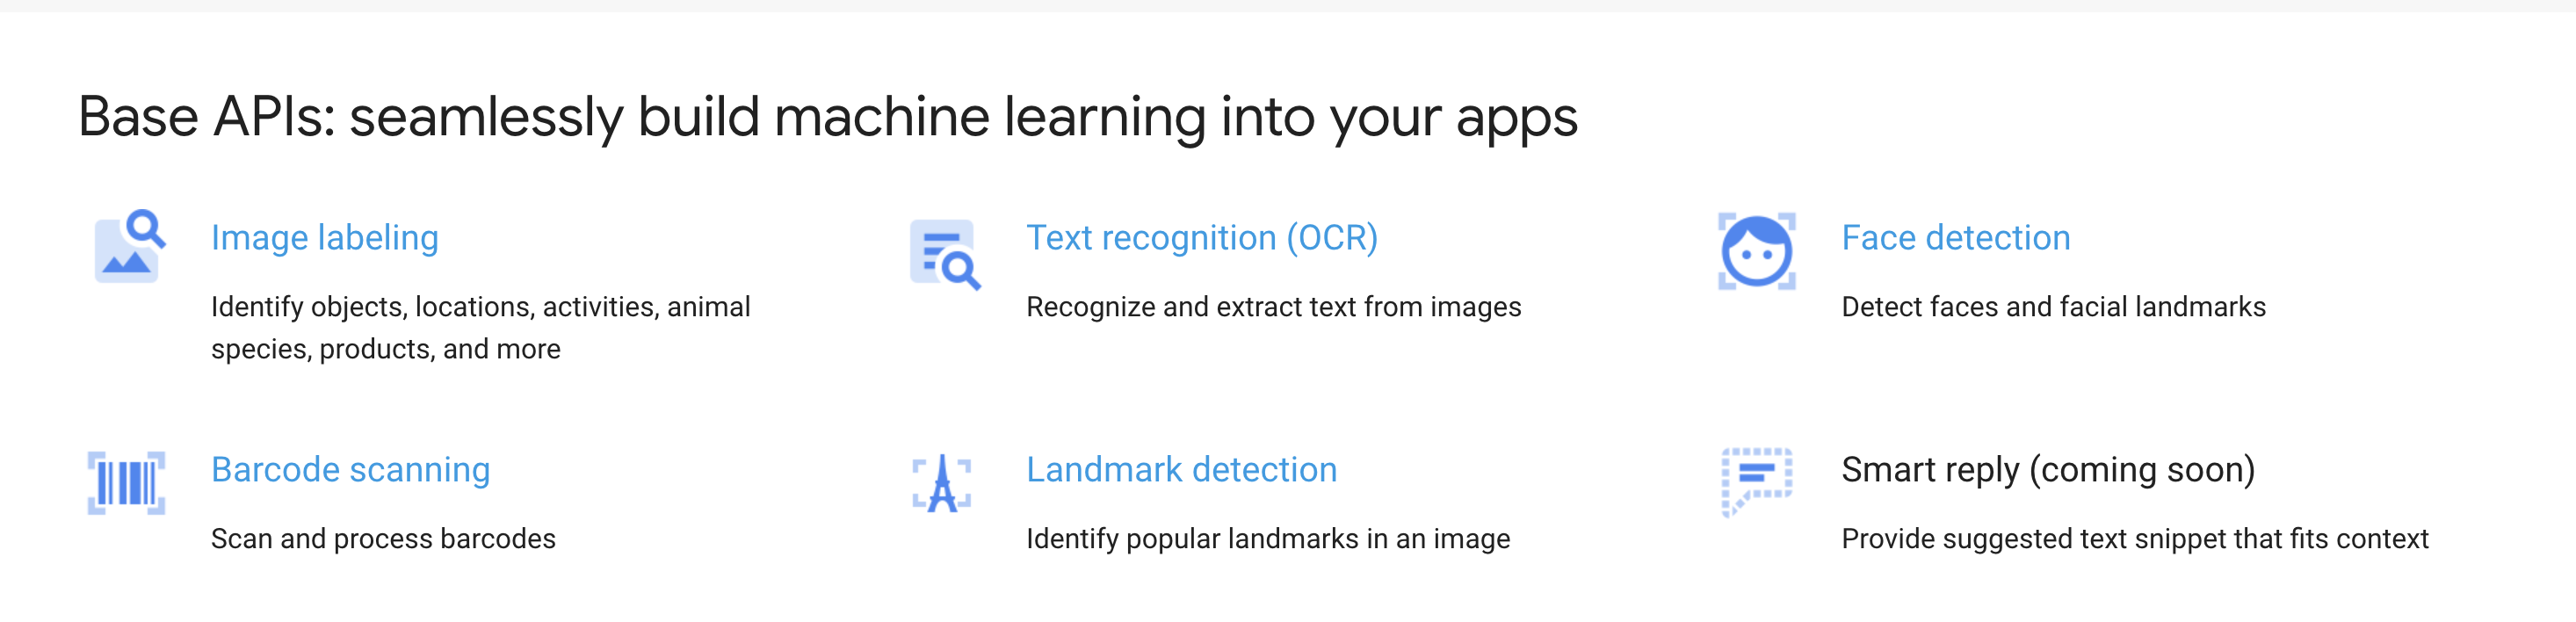 Base APIs: seamlessly build machine learning into your apps
Image labeling
Identify objects, locations, activities, animal
species, products, and more
Text recognition (OCR)
Recognize and extract text from images
Face detection
Detect faces and facial landmarks
Barcode scanning
Scan and process barcodes
Landmark detection
Identify popular landmarks in an image
Smart reply (coming soon)
Provide suggested text snippet that fits context